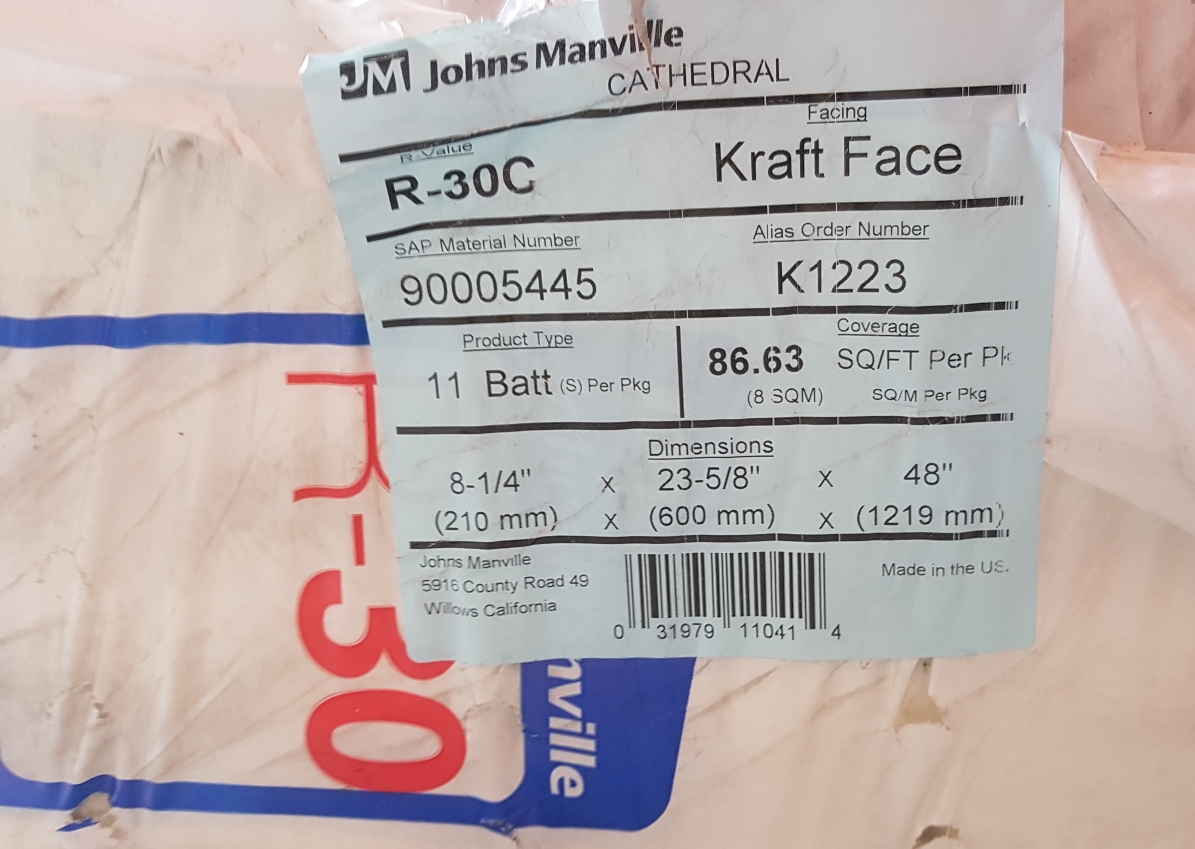 JM Johns Manville
CATHEDRAL
R Value
Facing
R-30C
Kraft Face
SAP Material Number
Alias Order Number
90005445
K1223
Product Type
Coverage
11 Batt (S) Per Pkg
86.63 SQ/FT Per Pk
(8 SQM) SQ/M Per Pkg
Dimensions
8-1/4" x 23-5/8" x 48"
(210 mm) x (600 mm) x (1219 mm)
Johns Manville
5916 County Road 49
Willows California
Made in the US.
0 31979 11041 4
R-30
nville